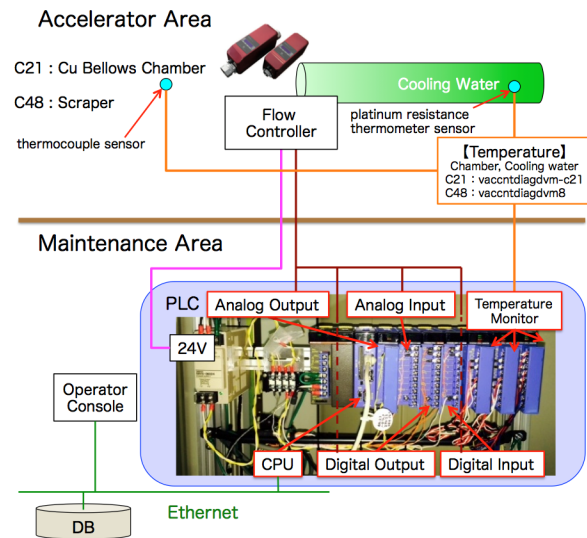 Accelerator Area
C21 : Cu Bellows Chamber
C48 : Scraper
thermocouple sensor
Cooling Water
Flow
Controller
platinum resistance
thermometer sensor
【Temperature】
Chamber, Cooling water
C21 : vaccntdiagdvm-c21
C48 : vaccntdiagdvm8
Maintenance Area
PLC
Analog Output
Analog Input
Temperature
Monitor
24V
Operator
Console
CPU
Digital Output
Digital Input
Ethernet
DB